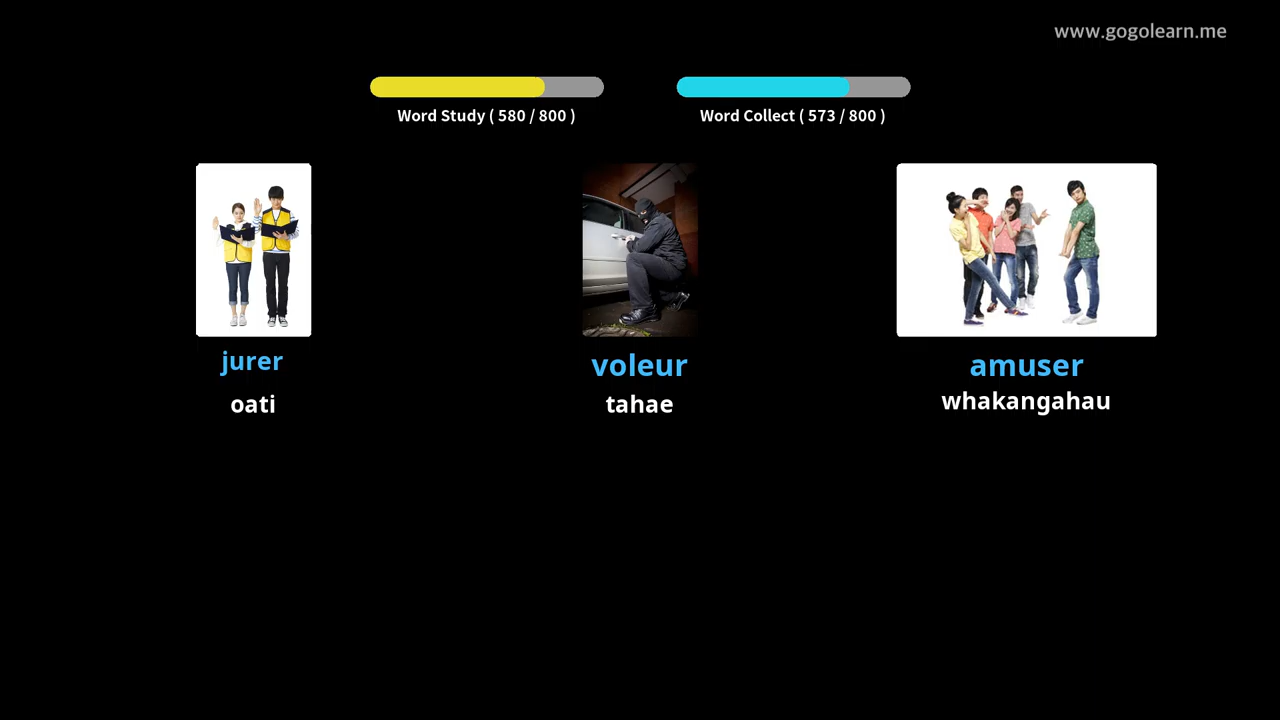 www.gogolearn.me
Word Study ( 580 / 800 )
Word Collect ( 573 / 800 )
jurer
voleur
amuser
oati
tahae
whakangahau